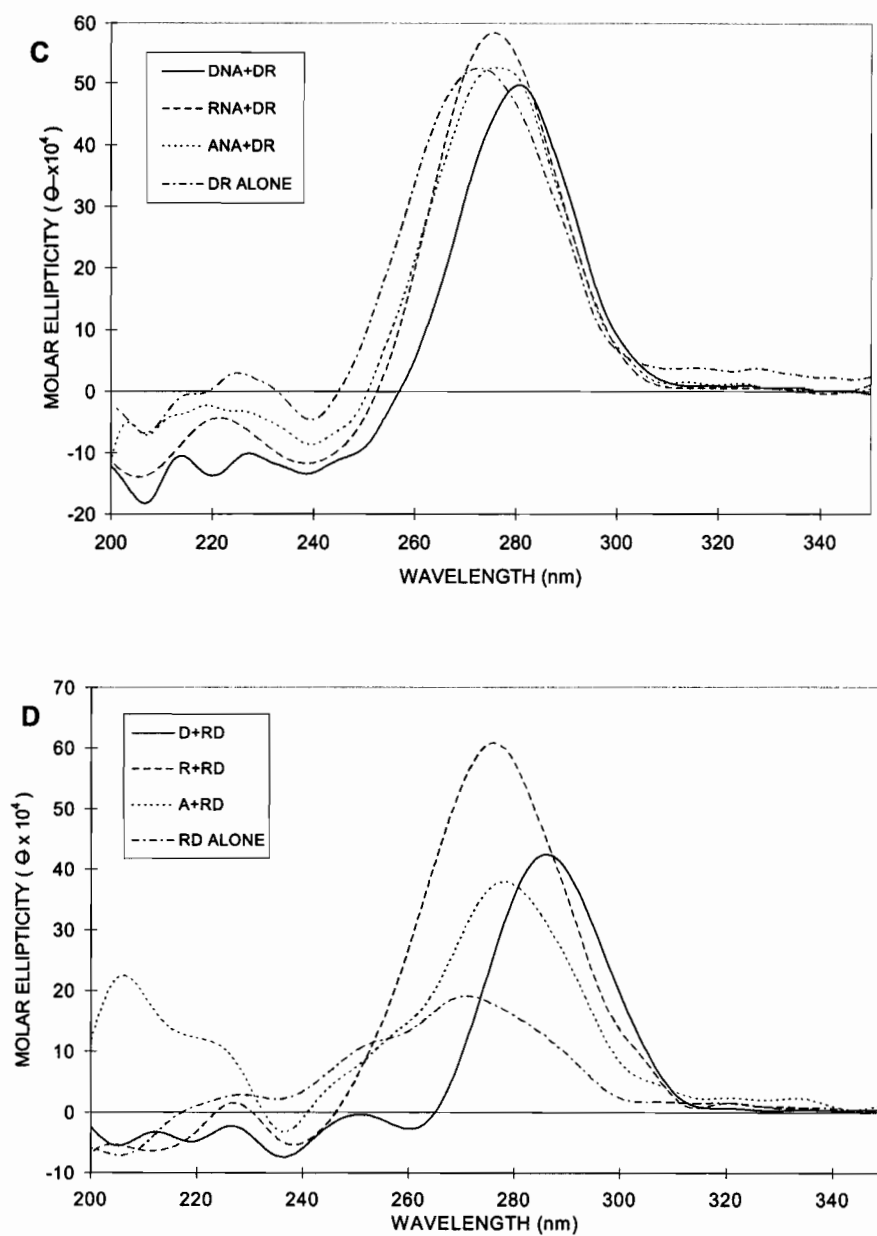 C
DNA+DR
RNA+DR
ANA+DR
DR ALONE
MOLAR ELLIPTICITY (Θ x10⁴)
60
50
40
30
20
10
0
-10
-20
200 220 240 260 280 300 320 340
WAVELENGTH (nm)
D
D+RD
R+RD
A+RD
RD ALONE
MOLAR ELLIPTICITY (Θ x 10⁴)
70
60
50
40
30
20
10
0
-10
200 220 240 260 280 300 320 340
WAVELENGTH (nm)